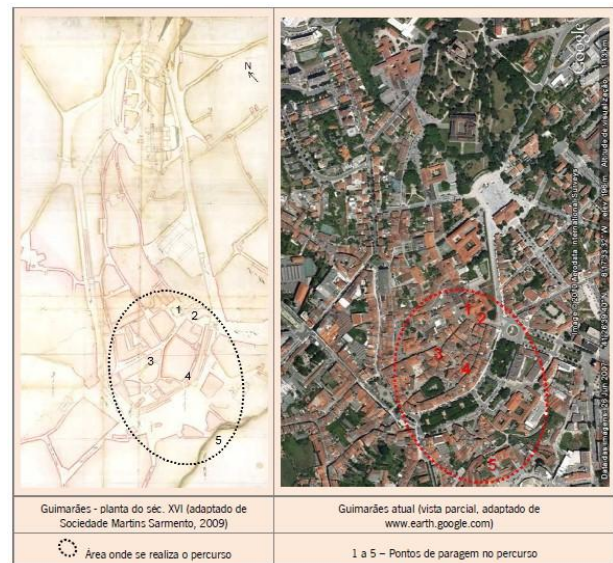 N
1
2
3
4
5
1
2
3
4
5
Google
Guimarães - planta do séc. XVI (adaptado de
Sociedade Martins Sarmento, 2009)
Guimarães atual (vista parcial, adaptado de
www.earth.google.com)
Área onde se realiza o percurso
1 a 5 – Pontos de paragem no percurso